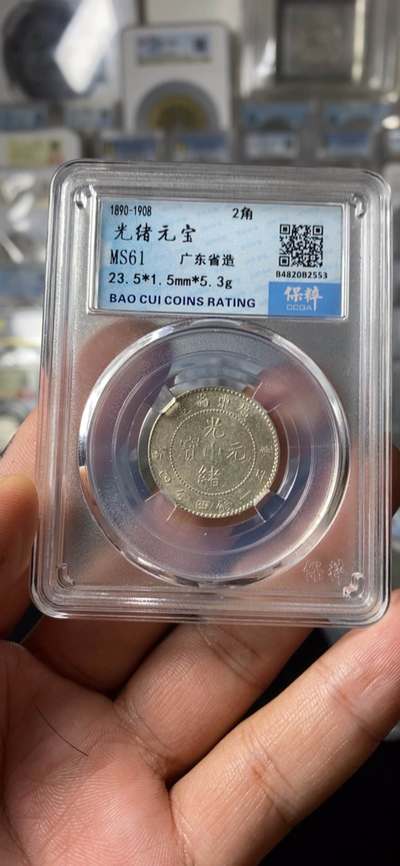 1890-1908 2角
光绪元宝
MS61 广东省造
23.5*1.5mm*5.3g
BAO CUI COINS RATING
B4820B2553
保粹
CCGA
光
寶 元
緒
保粹